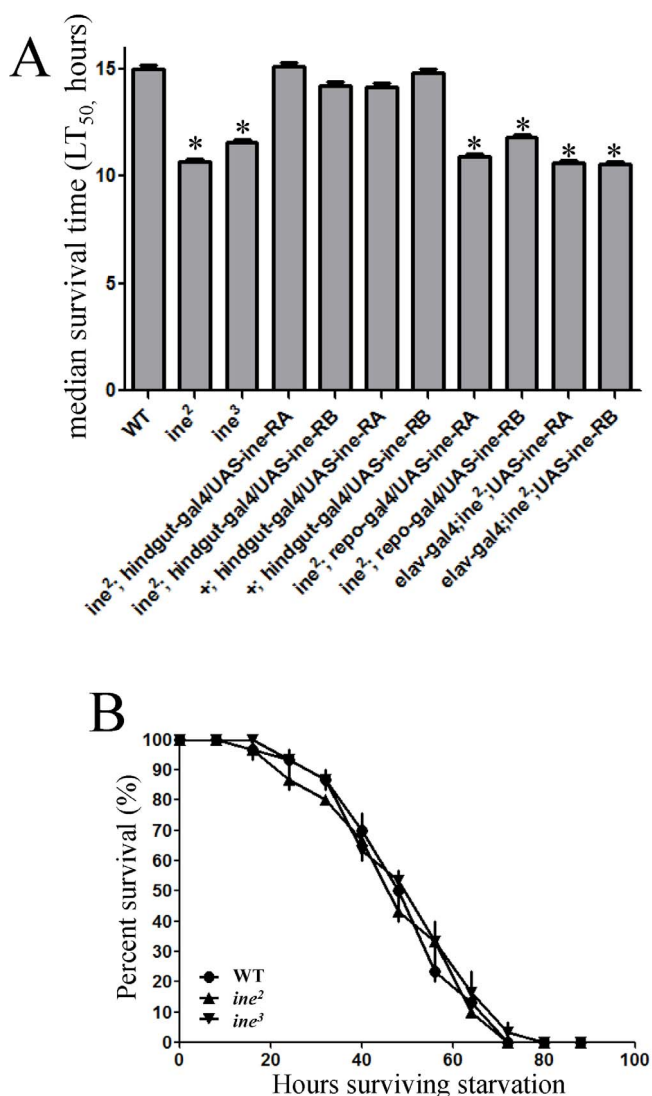 A
median survival time (LT50, hours)
15
10
5
0
* * * * * *
WT
ine2
ine3
ine2; hindgut-gal4/UAS-ine-RA
ine2; hindgut-gal4/UAS-ine-RB
+; hindgut-gal4/UAS-ine-RA
+; hindgut-gal4/UAS-ine-RB
ine2; repo-gal4/UAS-ine-RA
ine2; repo-gal4/UAS-ine-RB
elav-gal4;ine2;UAS-ine-RA
elav-gal4;ine2;UAS-ine-RB
B
Percent survival (%)
100
90
80
70
60
50
40
30
20
10
0
WT
ine2
ine3
0 20 40 60 80 100
Hours surviving starvation